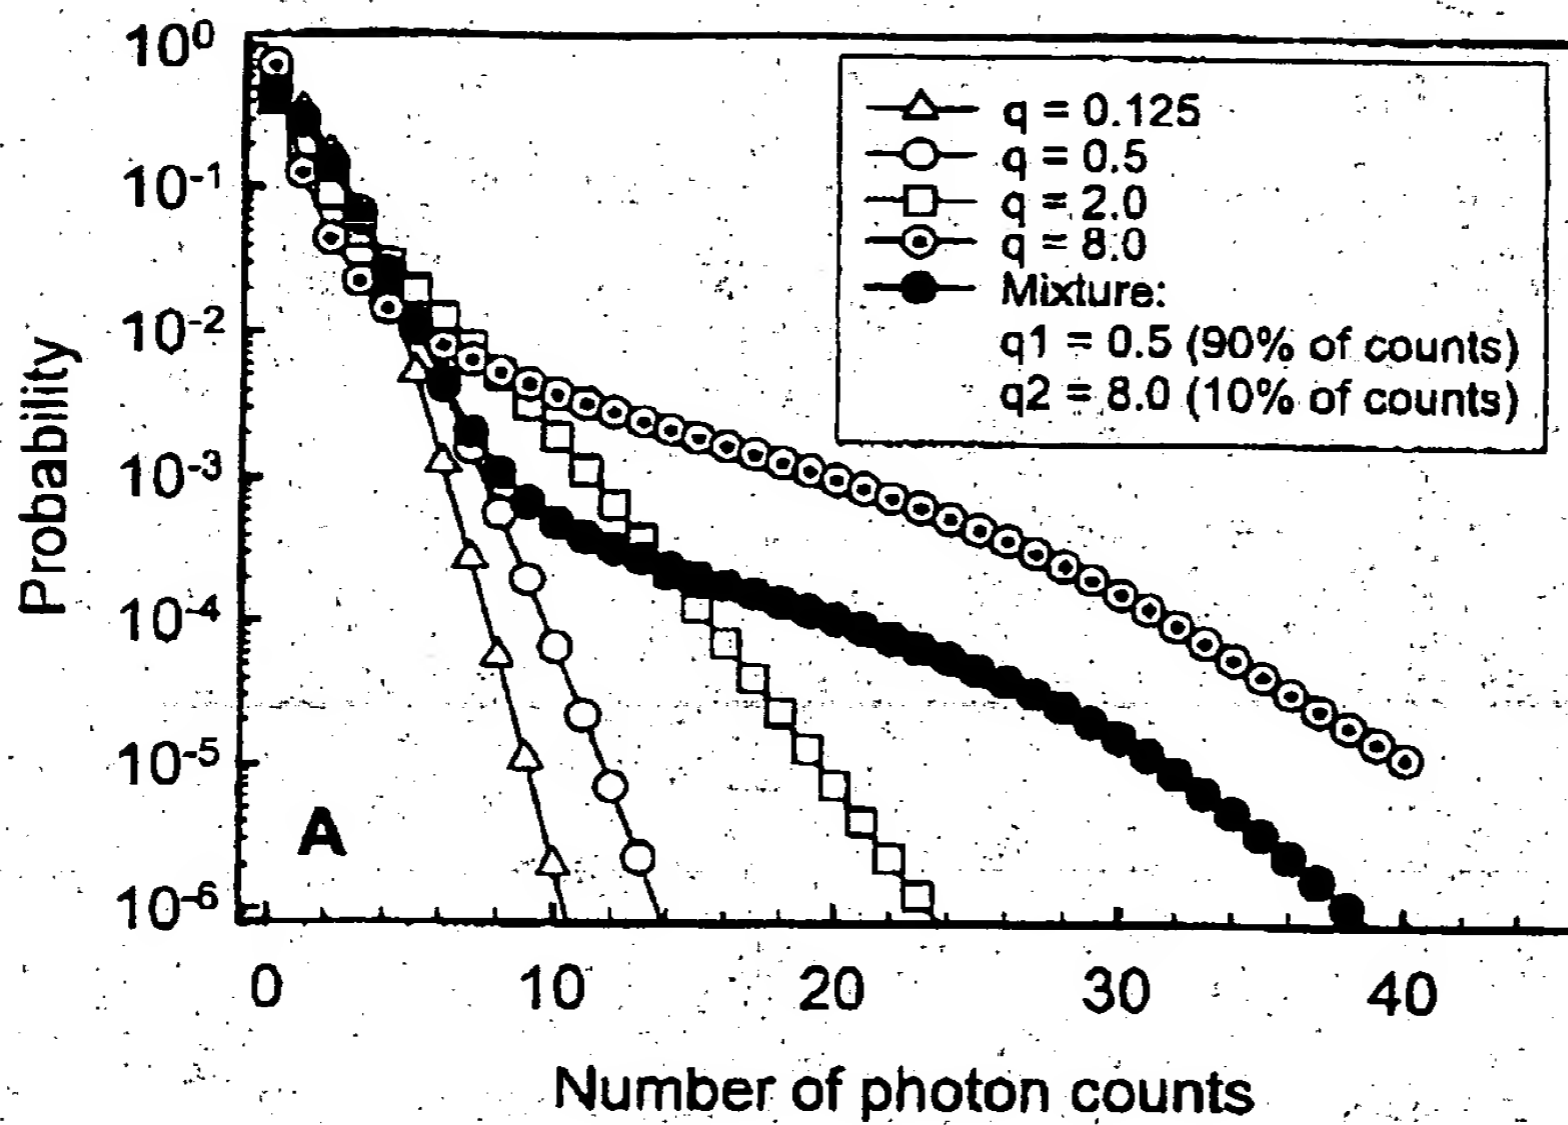 10⁰
10⁻¹
10⁻²
10⁻³
10⁻⁴
10⁻⁵
10⁻⁶
Probability
q = 0.125
q = 0.5
q = 2.0
q = 8.0
Mixture:
q1 = 0.5 (90% of counts)
q2 = 8.0 (10% of counts)
A
0 10 20 30 40
Number of photon counts